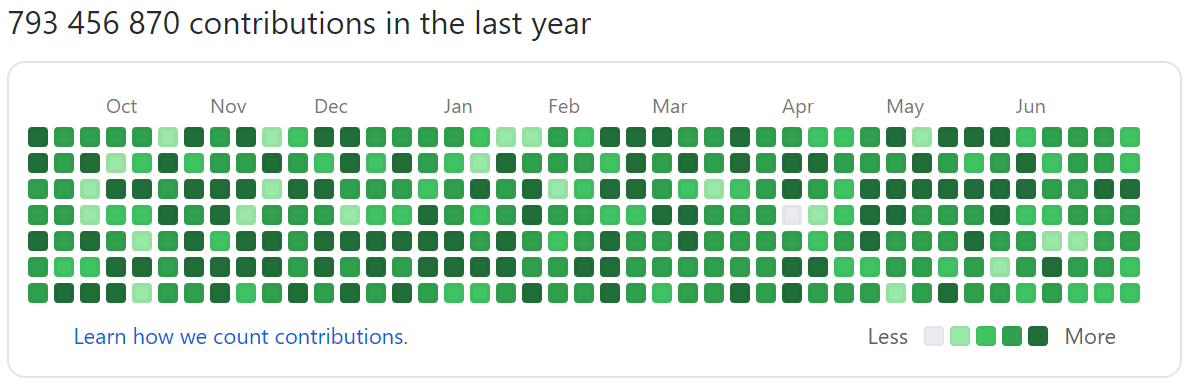 793 456 870 contributions in the last year
Oct Nov Dec Jan Feb Mar Apr May Jun
Learn how we count contributions. Less More